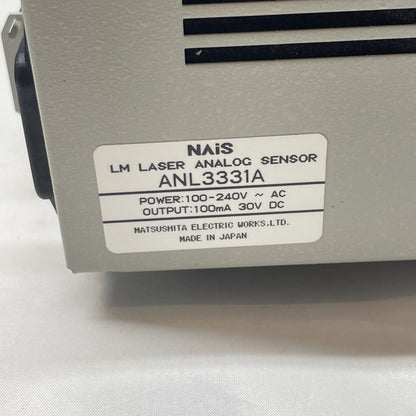 NAiS
LM LASER ANALOG SENSOR
ANL3331A
POWER:100-240V ~ AC
OUTPUT:100mA 30V DC
MATSUSHITA ELECTRIC WORKS.LTD.
MADE IN JAPAN